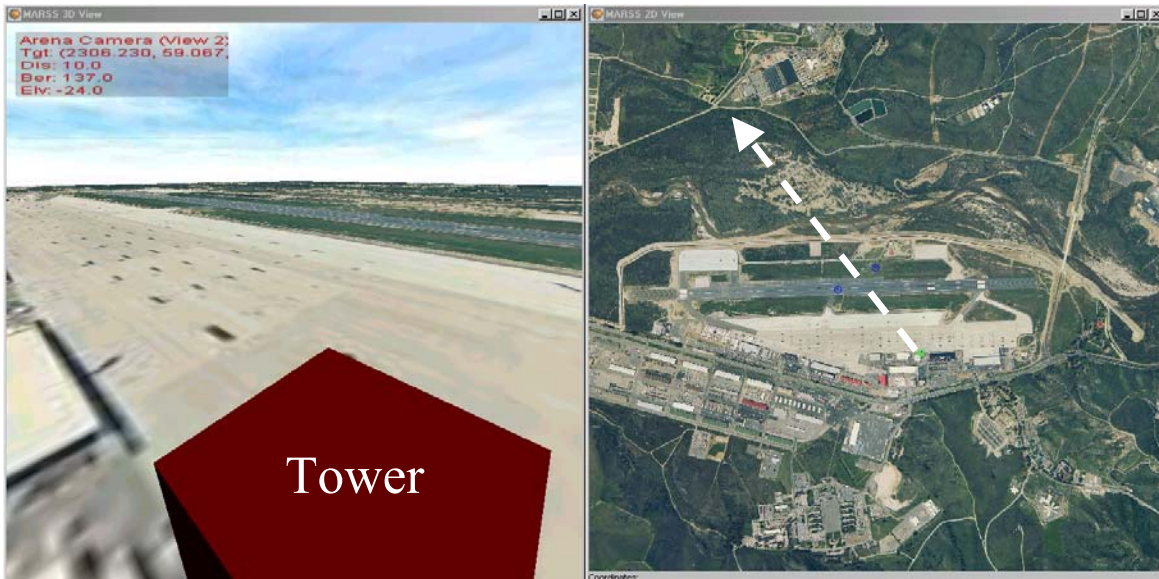 MARSS 3D View
Arena Camera (View 2)
Tgt: (2306.230, 59.067,
Dis: 10.0
Ber: 137.0
Elv: -24.0
Tower
MARSS 2D View
Coordinates: